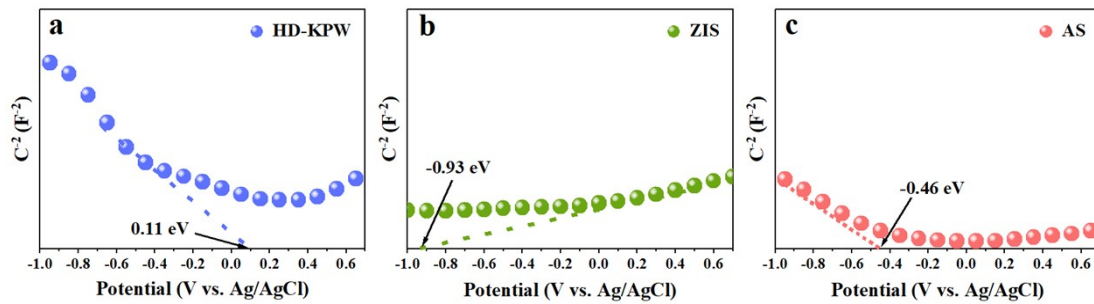 a
HD-KPW
C⁻² (F⁻²)
0.11 eV
-1.0 -0.8 -0.6 -0.4 -0.2 0.0 0.2 0.4 0.6
Potential (V vs. Ag/AgCl)
b
ZIS
C⁻² (F⁻²)
-0.93 eV
-1.0 -0.8 -0.6 -0.4 -0.2 0.0 0.2 0.4 0.6
Potential (V vs. Ag/AgCl)
c
AS
C⁻² (F⁻²)
-0.46 eV
-1.0 -0.8 -0.6 -0.4 -0.2 0.0 0.2 0.4 0.6
Potential (V vs. Ag/AgCl)